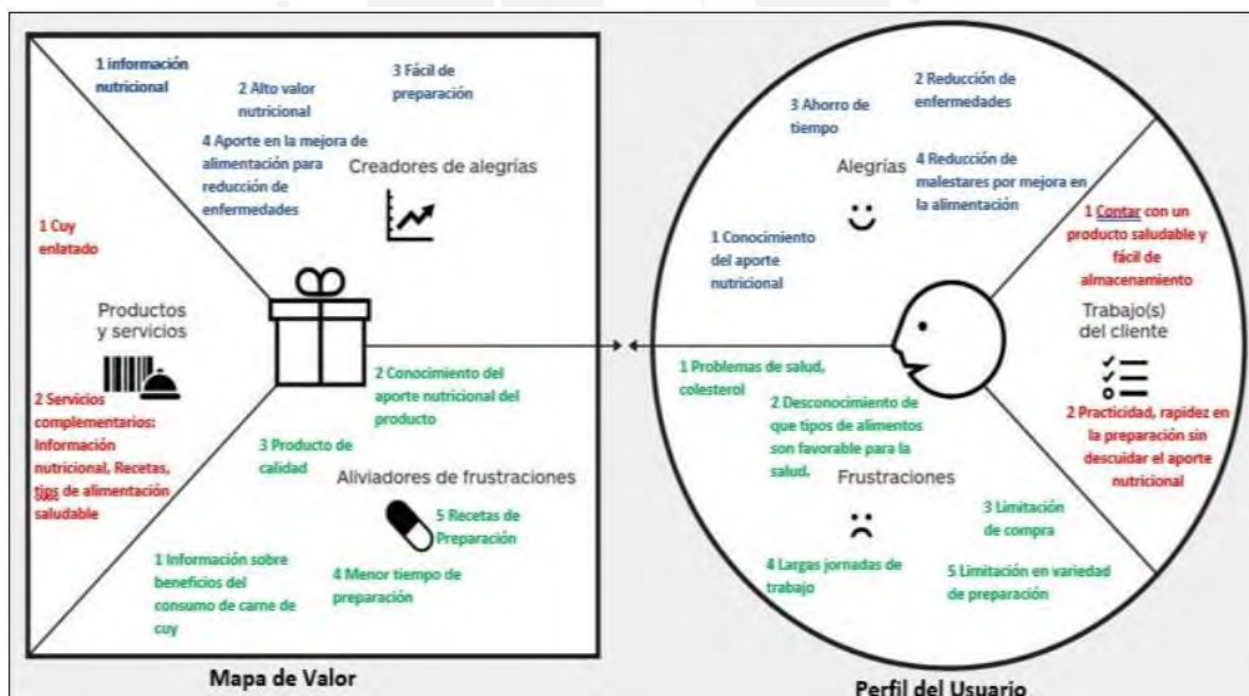 1 información
nutricional
2 Alto valor
nutricional
3 Fácil de
preparación
4 Aporte en la mejora de
alimentación para
reducción de
enfermedades
Creadores de alegrías
1 Cuy
enlatado
Productos
y servicios
2 Servicios
complementarios:
Información
nutricional, Recetas,
tips de alimentación
saludable
2 Conocimiento del
aporte nutricional del
producto
3 Producto de
calidad
Aliviadores de frustraciones
5 Recetas de
Preparación
1 Información sobre
beneficios del
consumo de carne de
cuy
4 Menor tiempo de
preparación
Mapa de Valor
2 Reducción de
enfermedades
3 Ahorro de
tiempo
Alegrías
4 Reducción de
malestares por mejora en
la alimentación
1 Conocimiento
del aporte
nutricional
1 Contar con un
producto saludable y
fácil de
almacenamiento
Trabajo(s)
del cliente
2 Practicidad, rapidez en
la preparación sin
descuidar el aporte
nutricional
1 Problemas de salud,
colesterol
2 Desconocimiento de
que tipos de alimentos
son favorable para la
salud.
Frustraciones
3 Limitación
de compra
4 Largas jornadas de
trabajo
5 Limitación en variedad
de preparación
Perfil del Usuario